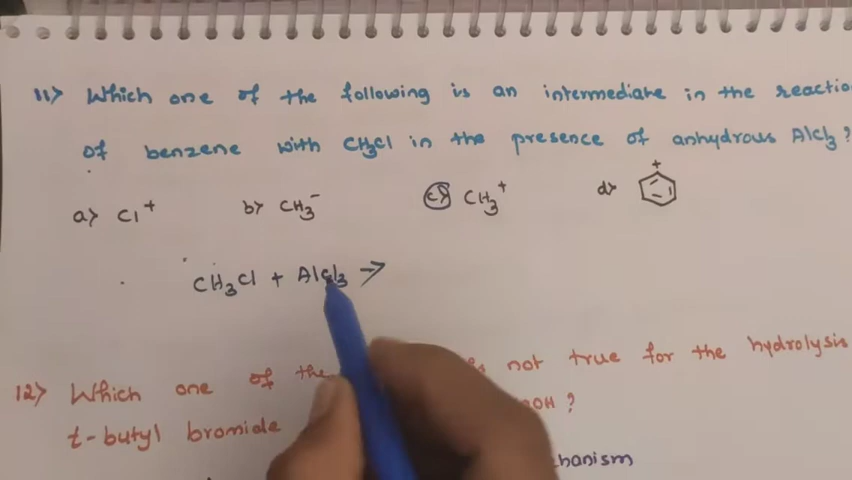 11> Which one of the following is an intermediate in the reactio
of benzene with CH3Cl in the presence of anhydrous AlCl3?
a> Cl+ b> CH3- c> CH3+ d> +
CH3Cl + AlCl3 →
12> Which one of the not true for the hydrolysis
t-butyl bromide OH?
hanism